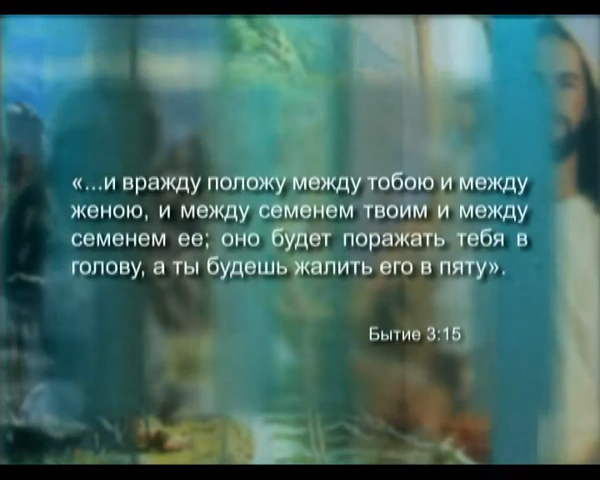 «...и вражду положу между тобою и между
женою, и между семенем твоим и между
семенем ее; оно будет поражать тебя в
голову, а ты будешь жалить его в пяту».
Бытие 3:15